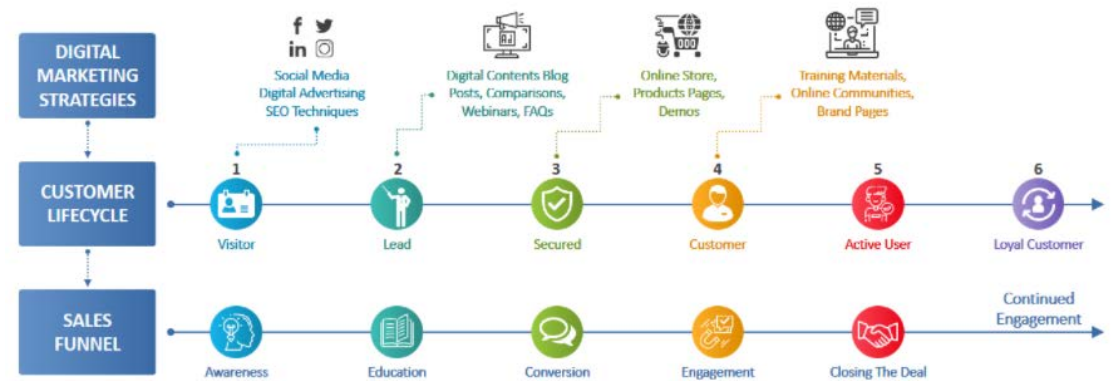 DIGITAL
MARKETING
STRATEGIES
f
in
Ad
Social Media
Digital Advertising
SEO Techniques
Digital Contents Blog
Posts, Comparisons,
Webinars, FAQs
Online Store,
Products Pages,
Demos
Training Materials,
Online Communities,
Brand Pages
CUSTOMER
LIFECYCLE
1
2
3
4
5
6
Visitor
Lead
Secured
Customer
Active User
Loyal Customer
SALES
FUNNEL
Continued
Engagement
Awareness
Education
Conversion
Engagement
Closing The Deal